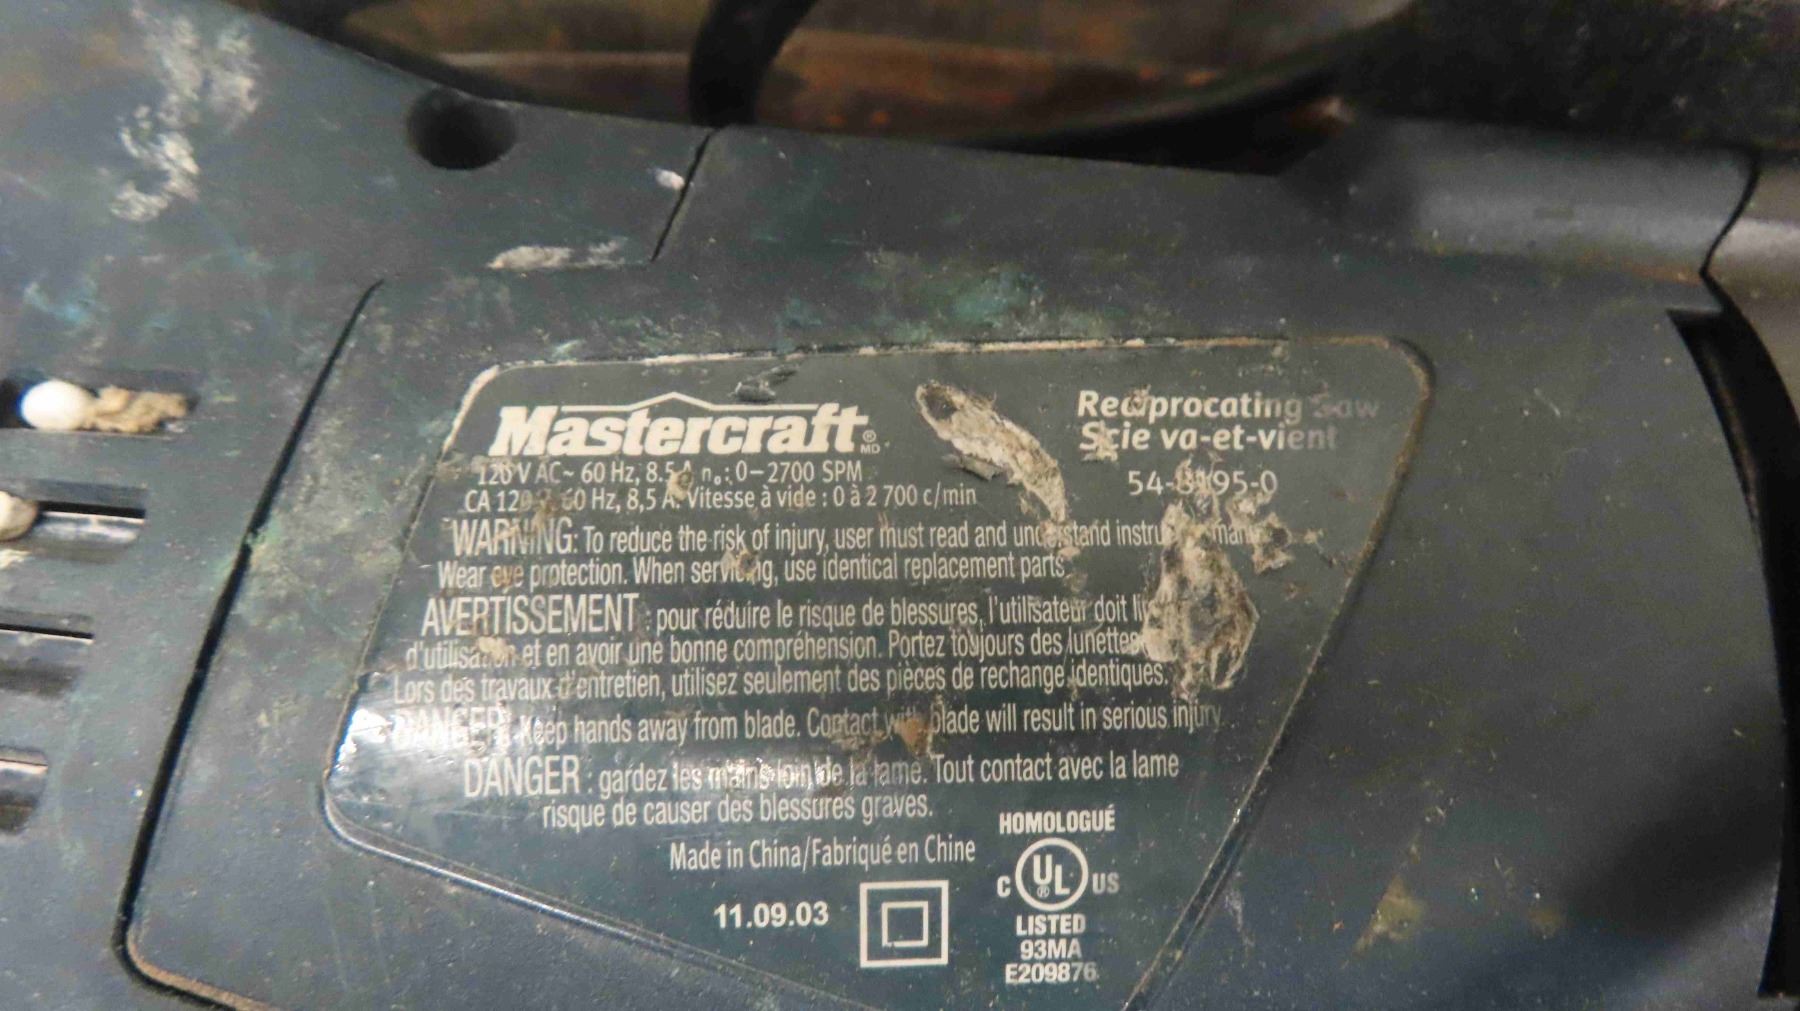 Mastercraft® MD
120 V AC~ 60 Hz, 8.5 A n₀: 0–2700 SPM
CA 120 60 Hz, 8,5 A. Vitesse à vide : 0 à 2 700 c/min
Reciprocating Saw
Scie va-et-vient
WARNING: To reduce the risk of injury, user must read and understand
Wear eye protection. When servicing, use identical replacement parts
AVERTISSEMENT : pour réduire le risque de blessures, l'utilisateur doit
d'utilisation et en avoir une bonne compréhension. Portez toujours des lunettes
Lors des travaux d'entretien, utilisez seulement des pièces de rechange identiques.
DANGER: Keep hands away from blade. Contact with blade will result in serious injury
DANGER : gardez les mains loin de la lame. Tout contact avec la lame
risque de causer des blessures graves.
Made in China/Fabriqué en Chine
11.09.03
HOMOLOGUÉ
C UL® US
LISTED
93MA
E209876